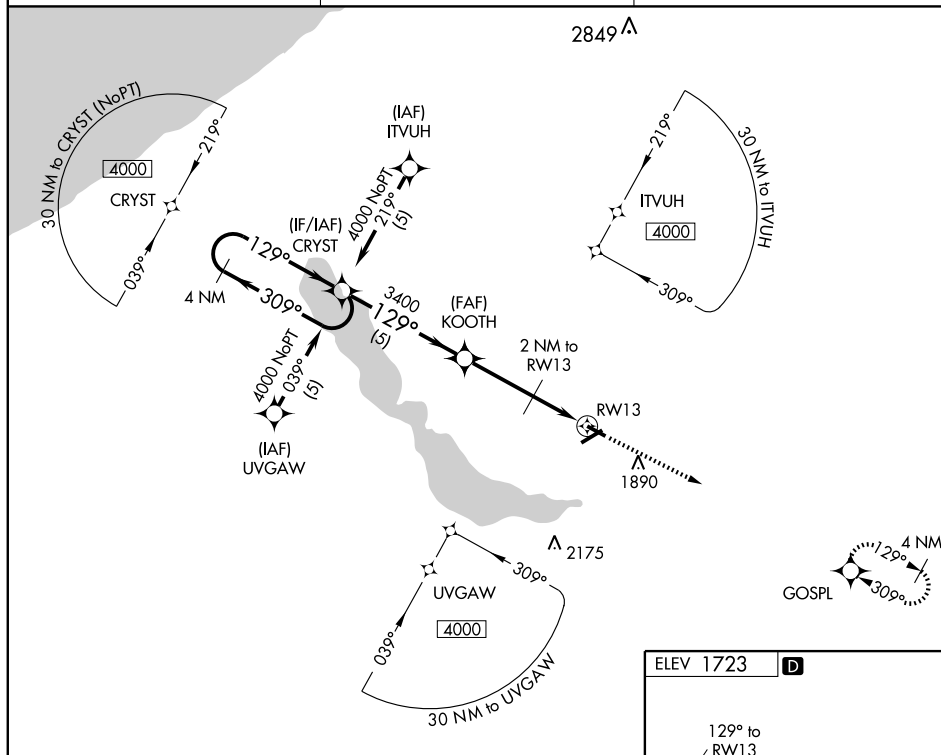 2849
30 NM to CRYST (NoPT)
219°
4000
CRYST
039°
(IAF)
ITVUH
4000 NoPT
219°
(5)
219°
30 NM to ITVUH
ITVUH
4000
309°
(IF/IAF)
CRYST
129°
4 NM
309°
3400
129°
(5)
(FAF)
KOOTH
2 NM to
RW13
RW13
4000 NoPT
039°
(5)
(IAF)
UVGAW
1890
2175
309°
UVGAW
4000
039°
30 NM to UVGAW
4 NM
129°
309°
GOSPL
ELEV 1723 D
129° to
RW13